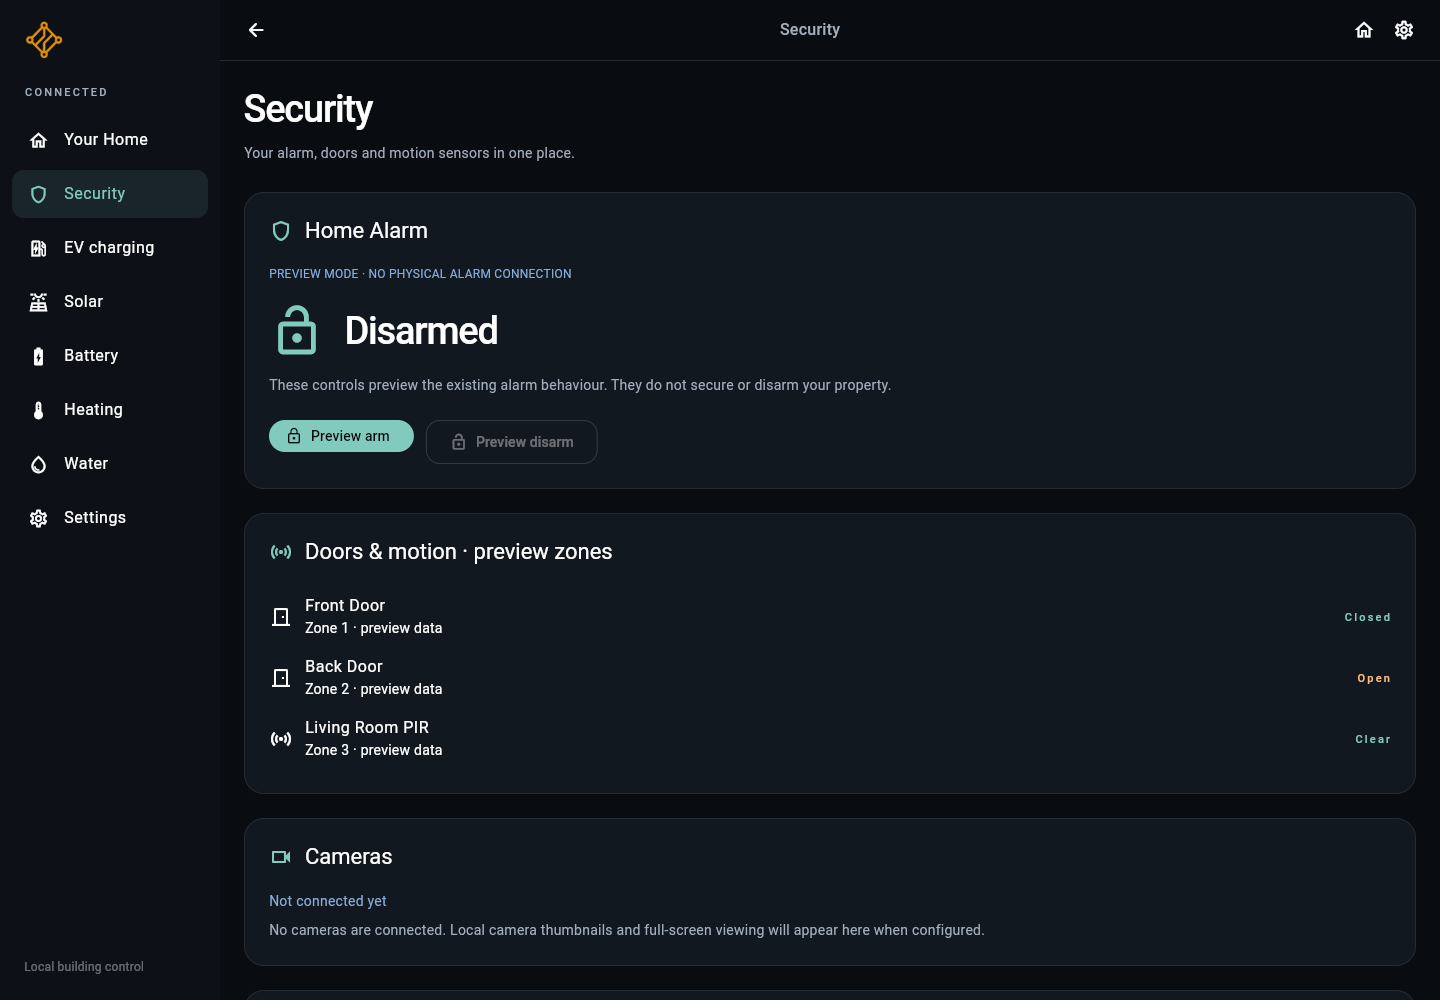 CONNECTED
Your Home
Security
EV charging
Solar
Battery
Heating
Water
Settings
Local building control
Security
Security
Your alarm, doors and motion sensors in one place.
Home Alarm
PREVIEW MODE · NO PHYSICAL ALARM CONNECTION
Disarmed
These controls preview the existing alarm behaviour. They do not secure or disarm your property.
Preview arm
Preview disarm
Doors & motion · preview zones
Front Door
Zone 1 · preview data
Closed
Back Door
Zone 2 · preview data
Open
Living Room PIR
Zone 3 · preview data
Clear
Cameras
Not connected yet
No cameras are connected. Local camera thumbnails and full-screen viewing will appear here when configured.